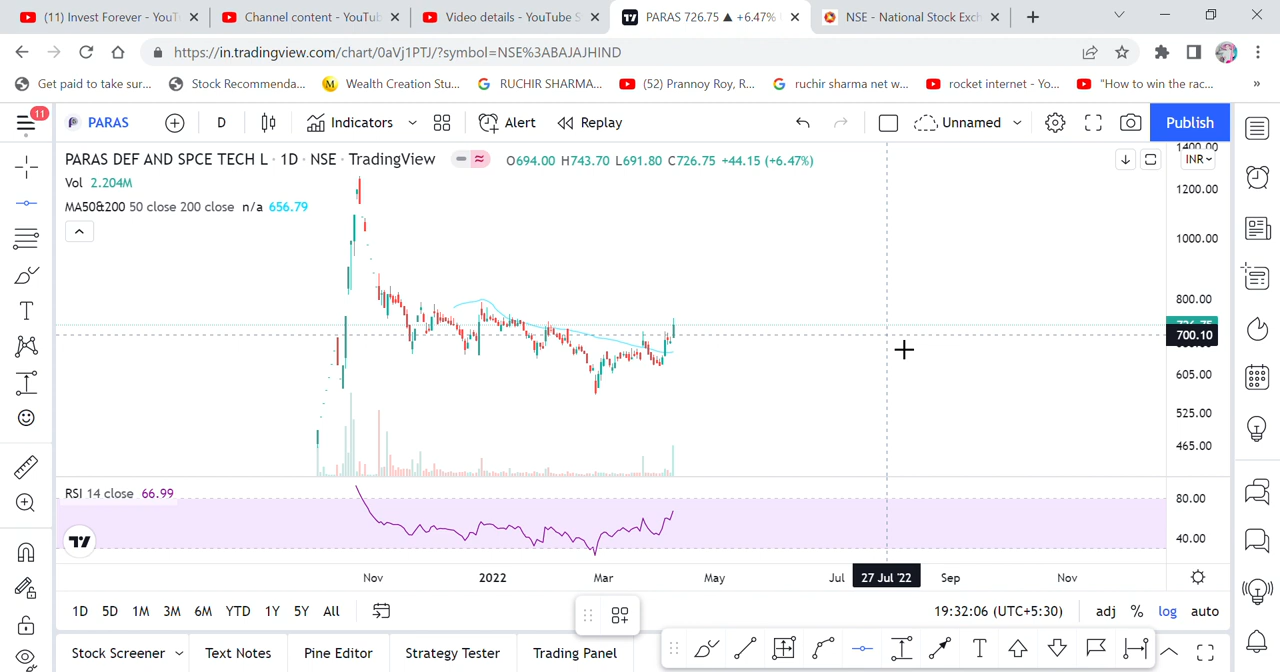 (11) Invest Forever - YouT
Channel content - YouTub
Video details - YouTube S
PARAS 726.75 ▲ +6.47%
NSE - National Stock Exch
https://in.tradingview.com/chart/0aVj1PTJ/?symbol=NSE%3ABAJAJHIND
Get paid to take sur...
Stock Recommenda...
Wealth Creation Stu...
RUCHIR SHARMA...
(52) Prannoy Roy, R...
ruchir sharma net w...
rocket internet - Yo...
"How to win the rac...
»
11
PARAS
D
Indicators
Alert
Replay
Unnamed
Publish
PARAS DEF AND SPCE TECH L · 1D · NSE · TradingView
O694.00 H743.70 L691.80 C726.75 +44.15 (+6.47%)
INR
Vol 2.204M
MA50&200 50 close 200 close n/a 656.79
1400.00
1200.00
1000.00
800.00
726.75
700.10
605.00
525.00
465.00
RSI 14 close 66.99
80.00
40.00
Nov
2022
Mar
May
Jul
27 Jul '22
Sep
Nov
1D 5D 1M 3M 6M YTD 1Y 5Y All
19:32:06 (UTC+5:30)
adj % log auto
Stock Screener
Text Notes
Pine Editor
Strategy Tester
Trading Panel
T